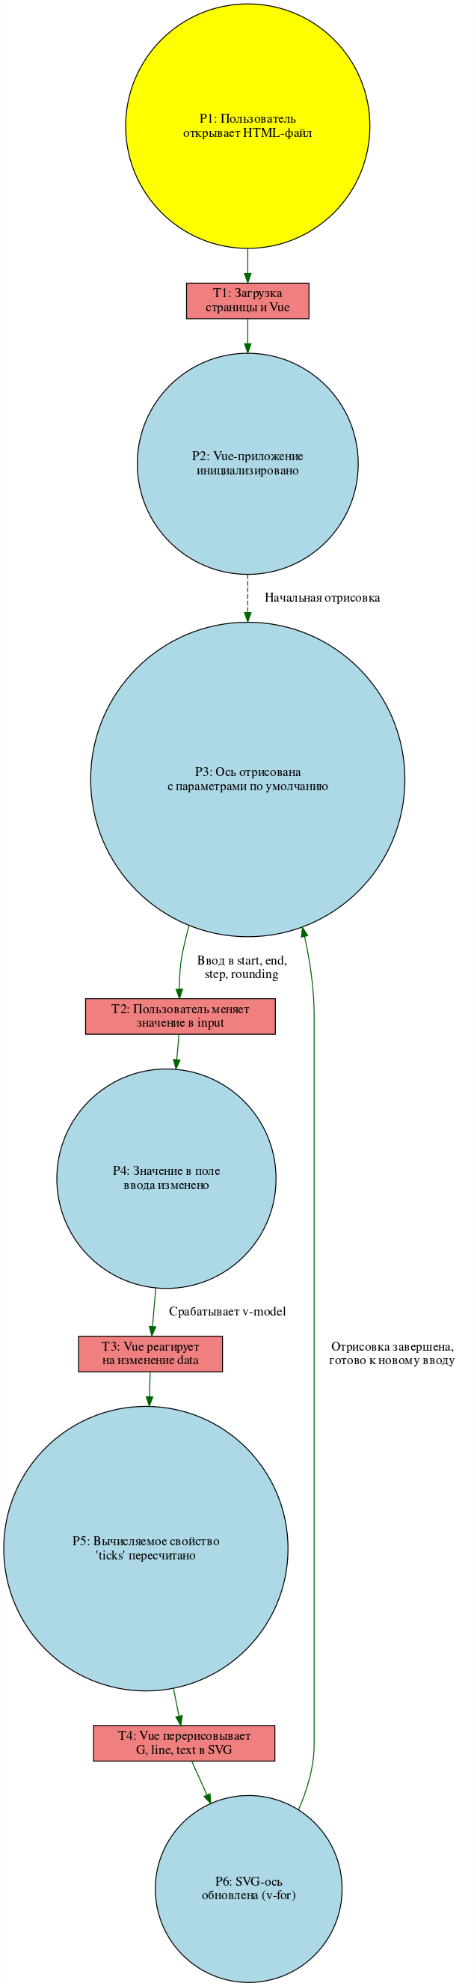 P1: Пользователь
открывает HTML-файл
T1: Загрузка
страницы и Vue
P2: Vue-приложение
инициализировано
Начальная отрисовка
P3: Ось отрисована
с параметрами по умолчанию
Ввод в start, end,
step, rounding
T2: Пользователь меняет
значение в input
P4: Значение в поле
ввода изменено
Срабатывает v-model
T3: Vue реагирует
на изменение data
Отрисовка завершена,
готово к новому вводу
P5: Вычисляемое свойство
'ticks' пересчитано
T4: Vue перерисовывает
G, line, text в SVG
P6: SVG-ось
обновлена (v-for)